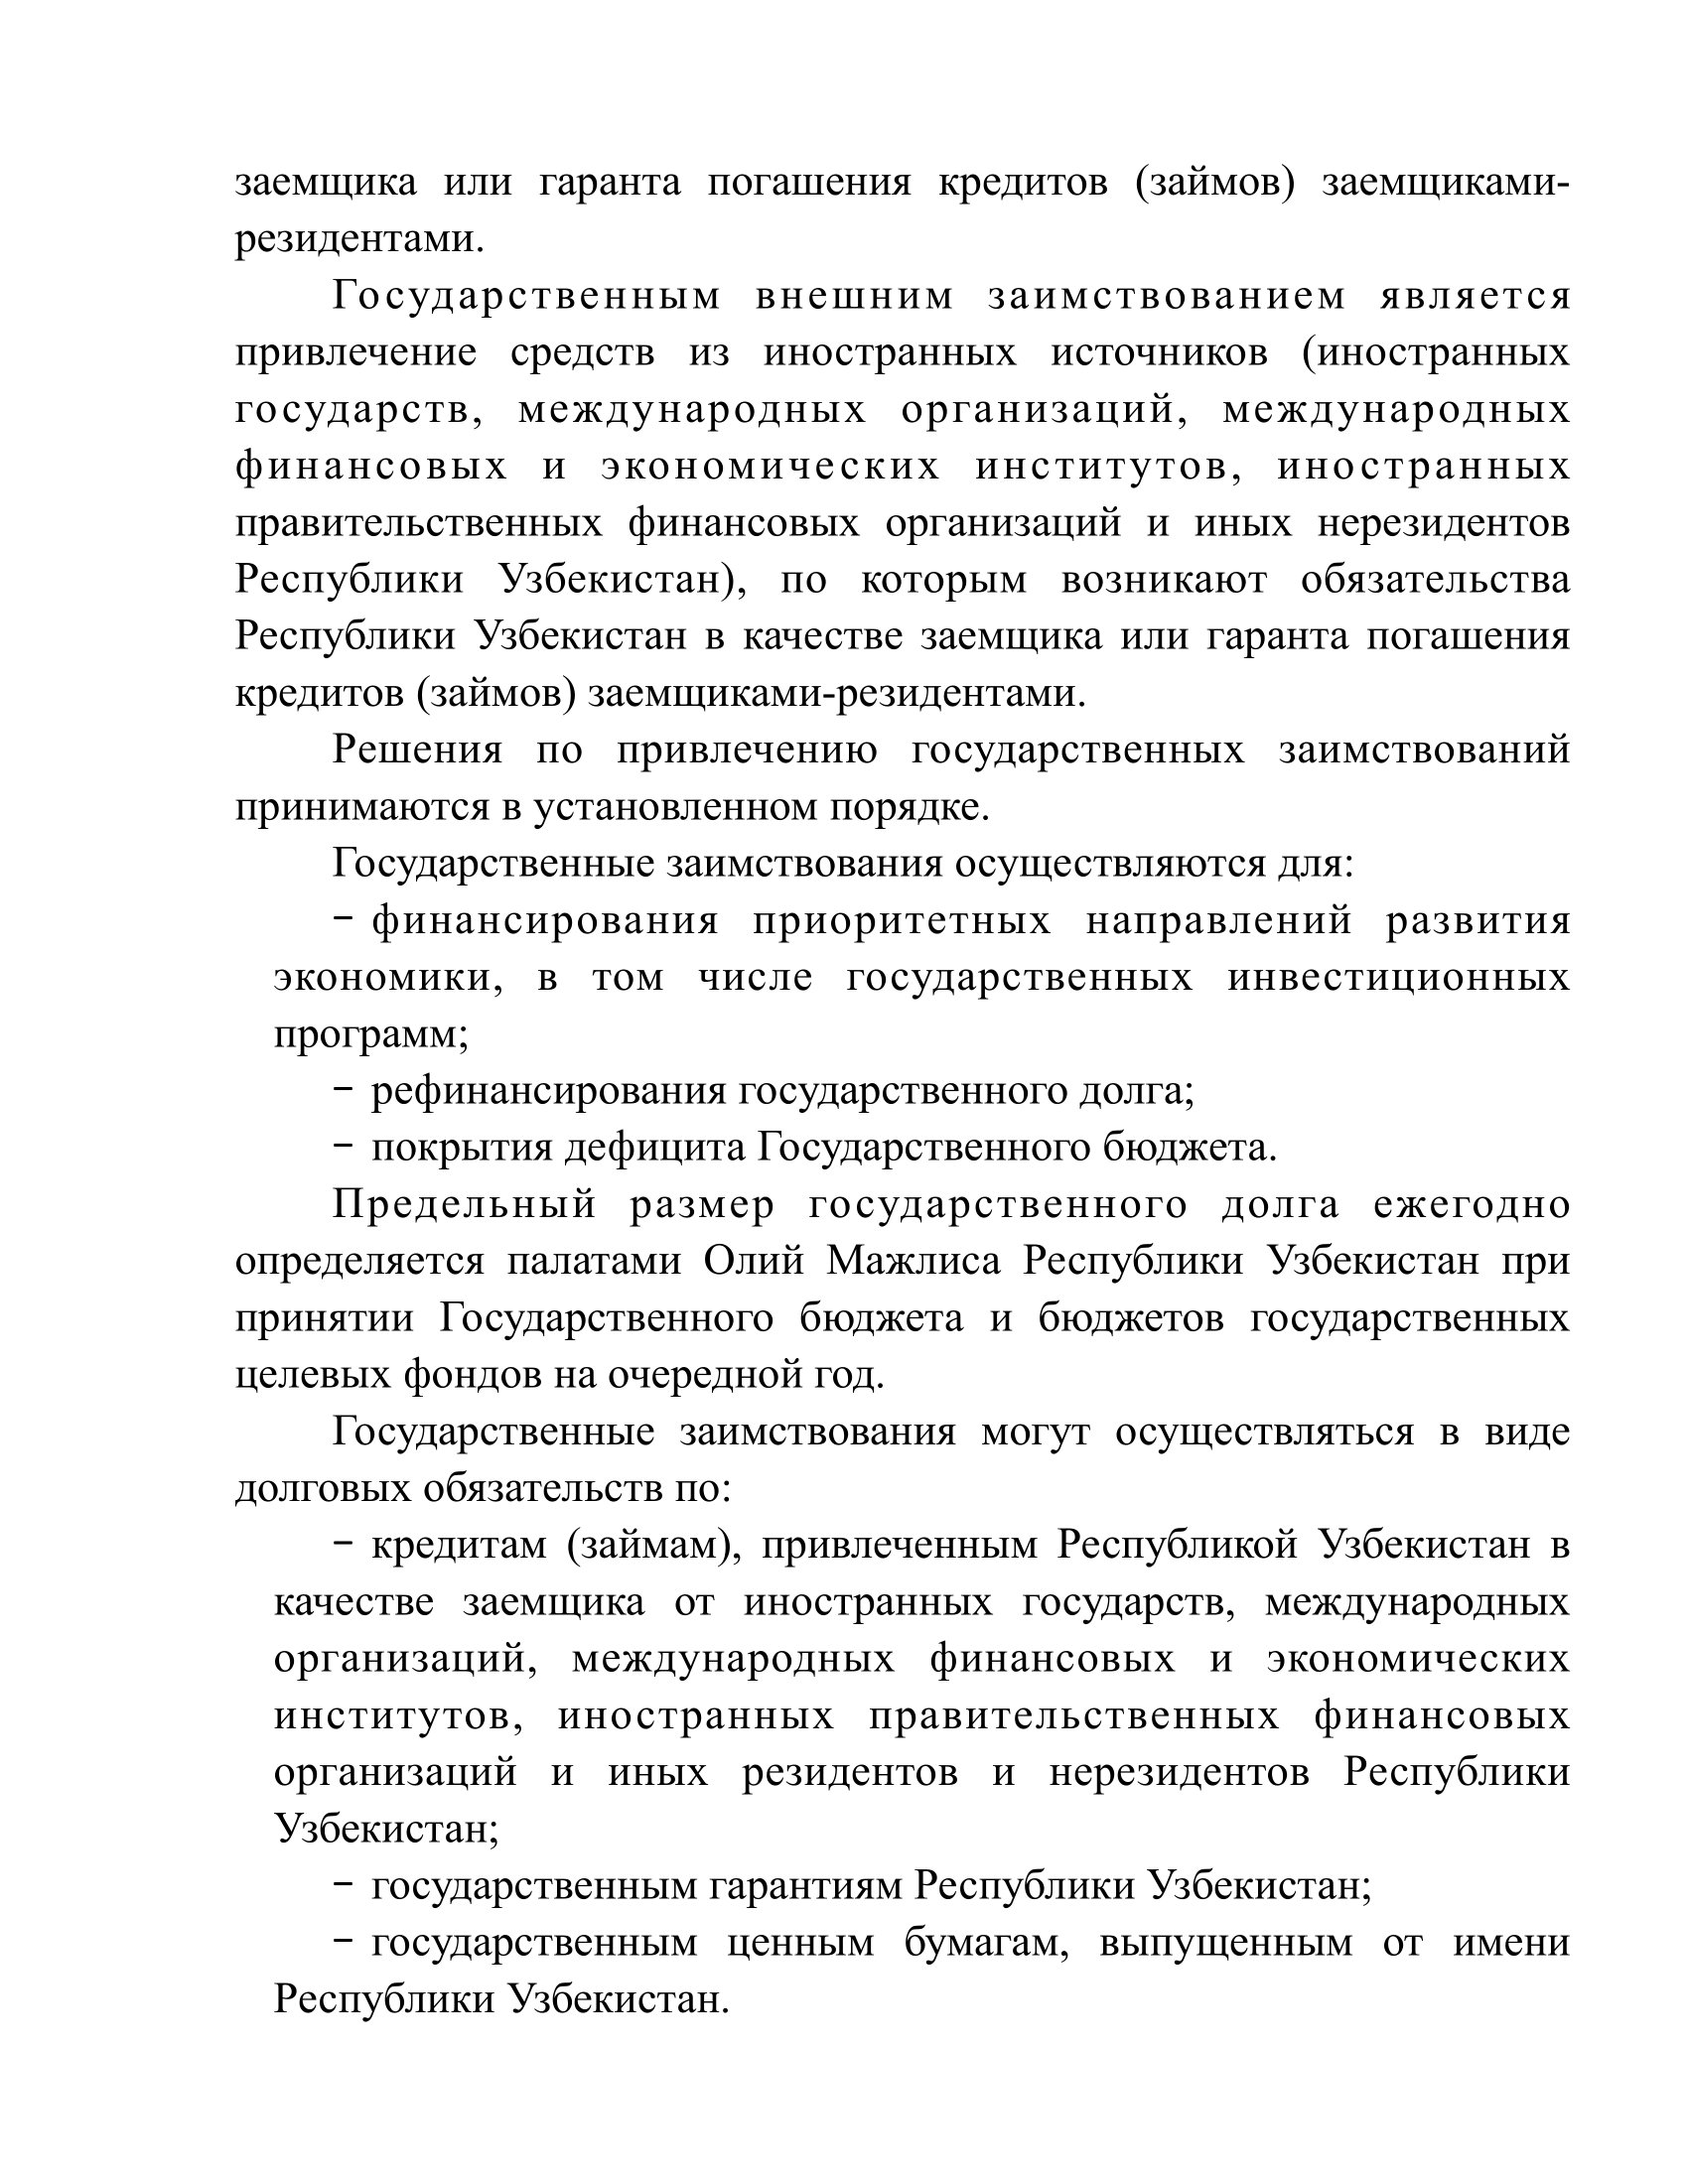 заемщика или гаранта погашения кредитов (займов) заемщиками-
резидентами.
Государственным внешним заимствованием является
привлечение средств из иностранных источников (иностранных
государств, международных организаций, международных
финансовых и экономических институтов, иностранных
правительственных финансовых организаций и иных нерезидентов
Республики Узбекистан), по которым возникают обязательства
Республики Узбекистан в качестве заемщика или гаранта погашения
кредитов (займов) заемщиками-резидентами.
Решения по привлечению государственных заимствований
принимаются в установленном порядке.
Государственные заимствования осуществляются для:
− финансирования приоритетных направлений развития
экономики, в том числе государственных инвестиционных
программ;
− рефинансирования государственного долга;
− покрытия дефицита Государственного бюджета.
Предельный размер государственного долга ежегодно
определяется палатами Олий Мажлиса Республики Узбекистан при
принятии Государственного бюджета и бюджетов государственных
целевых фондов на очередной год.
Государственные заимствования могут осуществляться в виде
долговых обязательств по:
− кредитам (займам), привлеченным Республикой Узбекистан в
качестве заемщика от иностранных государств, международных
организаций, международных финансовых и экономических
институтов, иностранных правительственных финансовых
организаций и иных резидентов и нерезидентов Республики
Узбекистан;
− государственным гарантиям Республики Узбекистан;
− государственным ценным бумагам, выпущенным от имени
Республики Узбекистан.